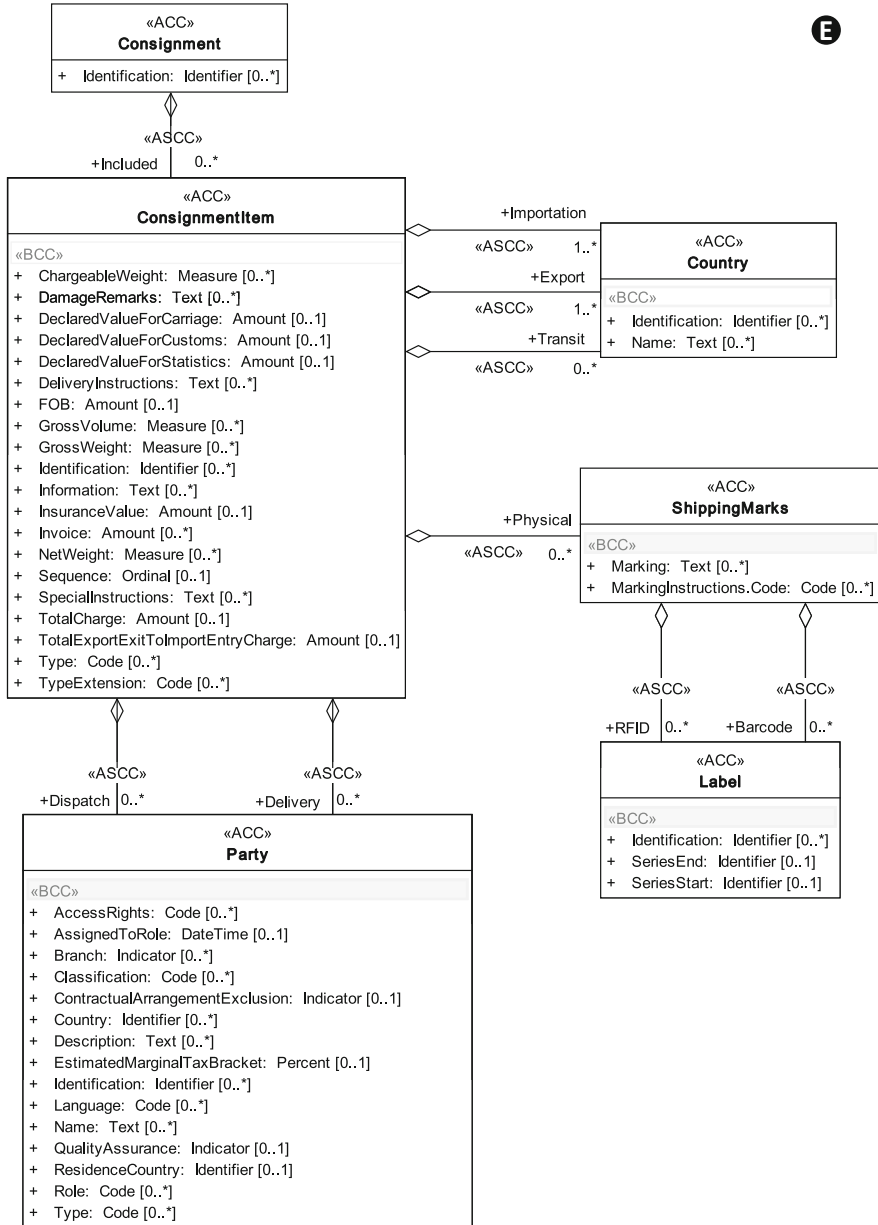 E
«ACC»
Consignment
+ Identification: Identifier [0..*]
«ASCC»
+Included 0..*
«ACC»
ConsignmentItem
«BCC»
+ ChargeableWeight: Measure [0..*]
+ DamageRemarks: Text [0..*]
+ DeclaredValueForCarriage: Amount [0..1]
+ DeclaredValueForCustoms: Amount [0..1]
+ DeclaredValueForStatistics: Amount [0..1]
+ DeliveryInstructions: Text [0..*]
+ FOB: Amount [0..1]
+ GrossVolume: Measure [0..*]
+ GrossWeight: Measure [0..*]
+ Identification: Identifier [0..*]
+ Information: Text [0..*]
+ InsuranceValue: Amount [0..1]
+ Invoice: Amount [0..*]
+ NetWeight: Measure [0..*]
+ Sequence: Ordinal [0..1]
+ SpecialInstructions: Text [0..*]
+ TotalCharge: Amount [0..1]
+ TotalExportExitToImportEntryCharge: Amount [0..1]
+ Type: Code [0..*]
+ TypeExtension: Code [0..*]
+Importation
«ASCC» 1..*
+Export
«ASCC» 1..*
+Transit
«ASCC» 0..*
«ACC»
Country
«BCC»
+ Identification: Identifier [0..*]
+ Name: Text [0..*]
+Physical
«ASCC» 0..*
«ACC»
ShippingMarks
«BCC»
+ Marking: Text [0..*]
+ MarkingInstructions.Code: Code [0..*]
«ASCC» «ASCC»
+RFID 0..* +Barcode 0..*
«ACC»
Label
«BCC»
+ Identification: Identifier [0..*]
+ SeriesEnd: Identifier [0..1]
+ SeriesStart: Identifier [0..1]
«ASCC» «ASCC»
+Dispatch 0..* +Delivery 0..*
«ACC»
Party
«BCC»
+ AccessRights: Code [0..*]
+ AssignedToRole: DateTime [0..1]
+ Branch: Indicator [0..*]
+ Classification: Code [0..*]
+ ContractualArrangementExclusion: Indicator [0..1]
+ Country: Identifier [0..*]
+ Description: Text [0..*]
+ EstimatedMarginalTaxBracket: Percent [0..1]
+ Identification: Identifier [0..*]
+ Language: Code [0..*]
+ Name: Text [0..*]
+ QualityAssurance: Indicator [0..1]
+ ResidenceCountry: Identifier [0..1]
+ Role: Code [0..*]
+ Type: Code [0..*]